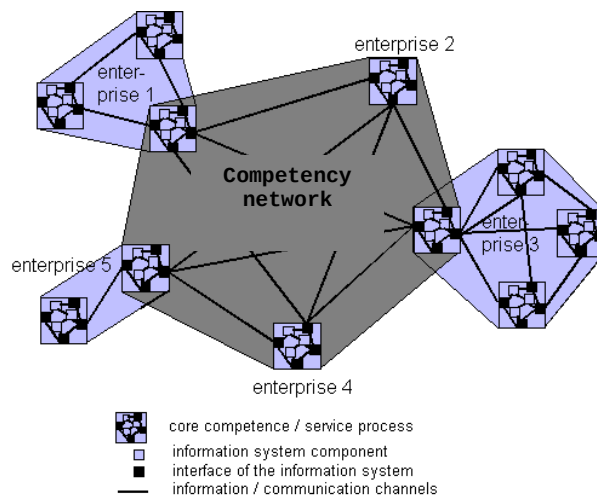 enterprise 2
enter-
prise 1
Competency
network
enter-
prise 3
enterprise 5
enterprise 4
core competence / service process
information system component
interface of the information system
information / communication channels